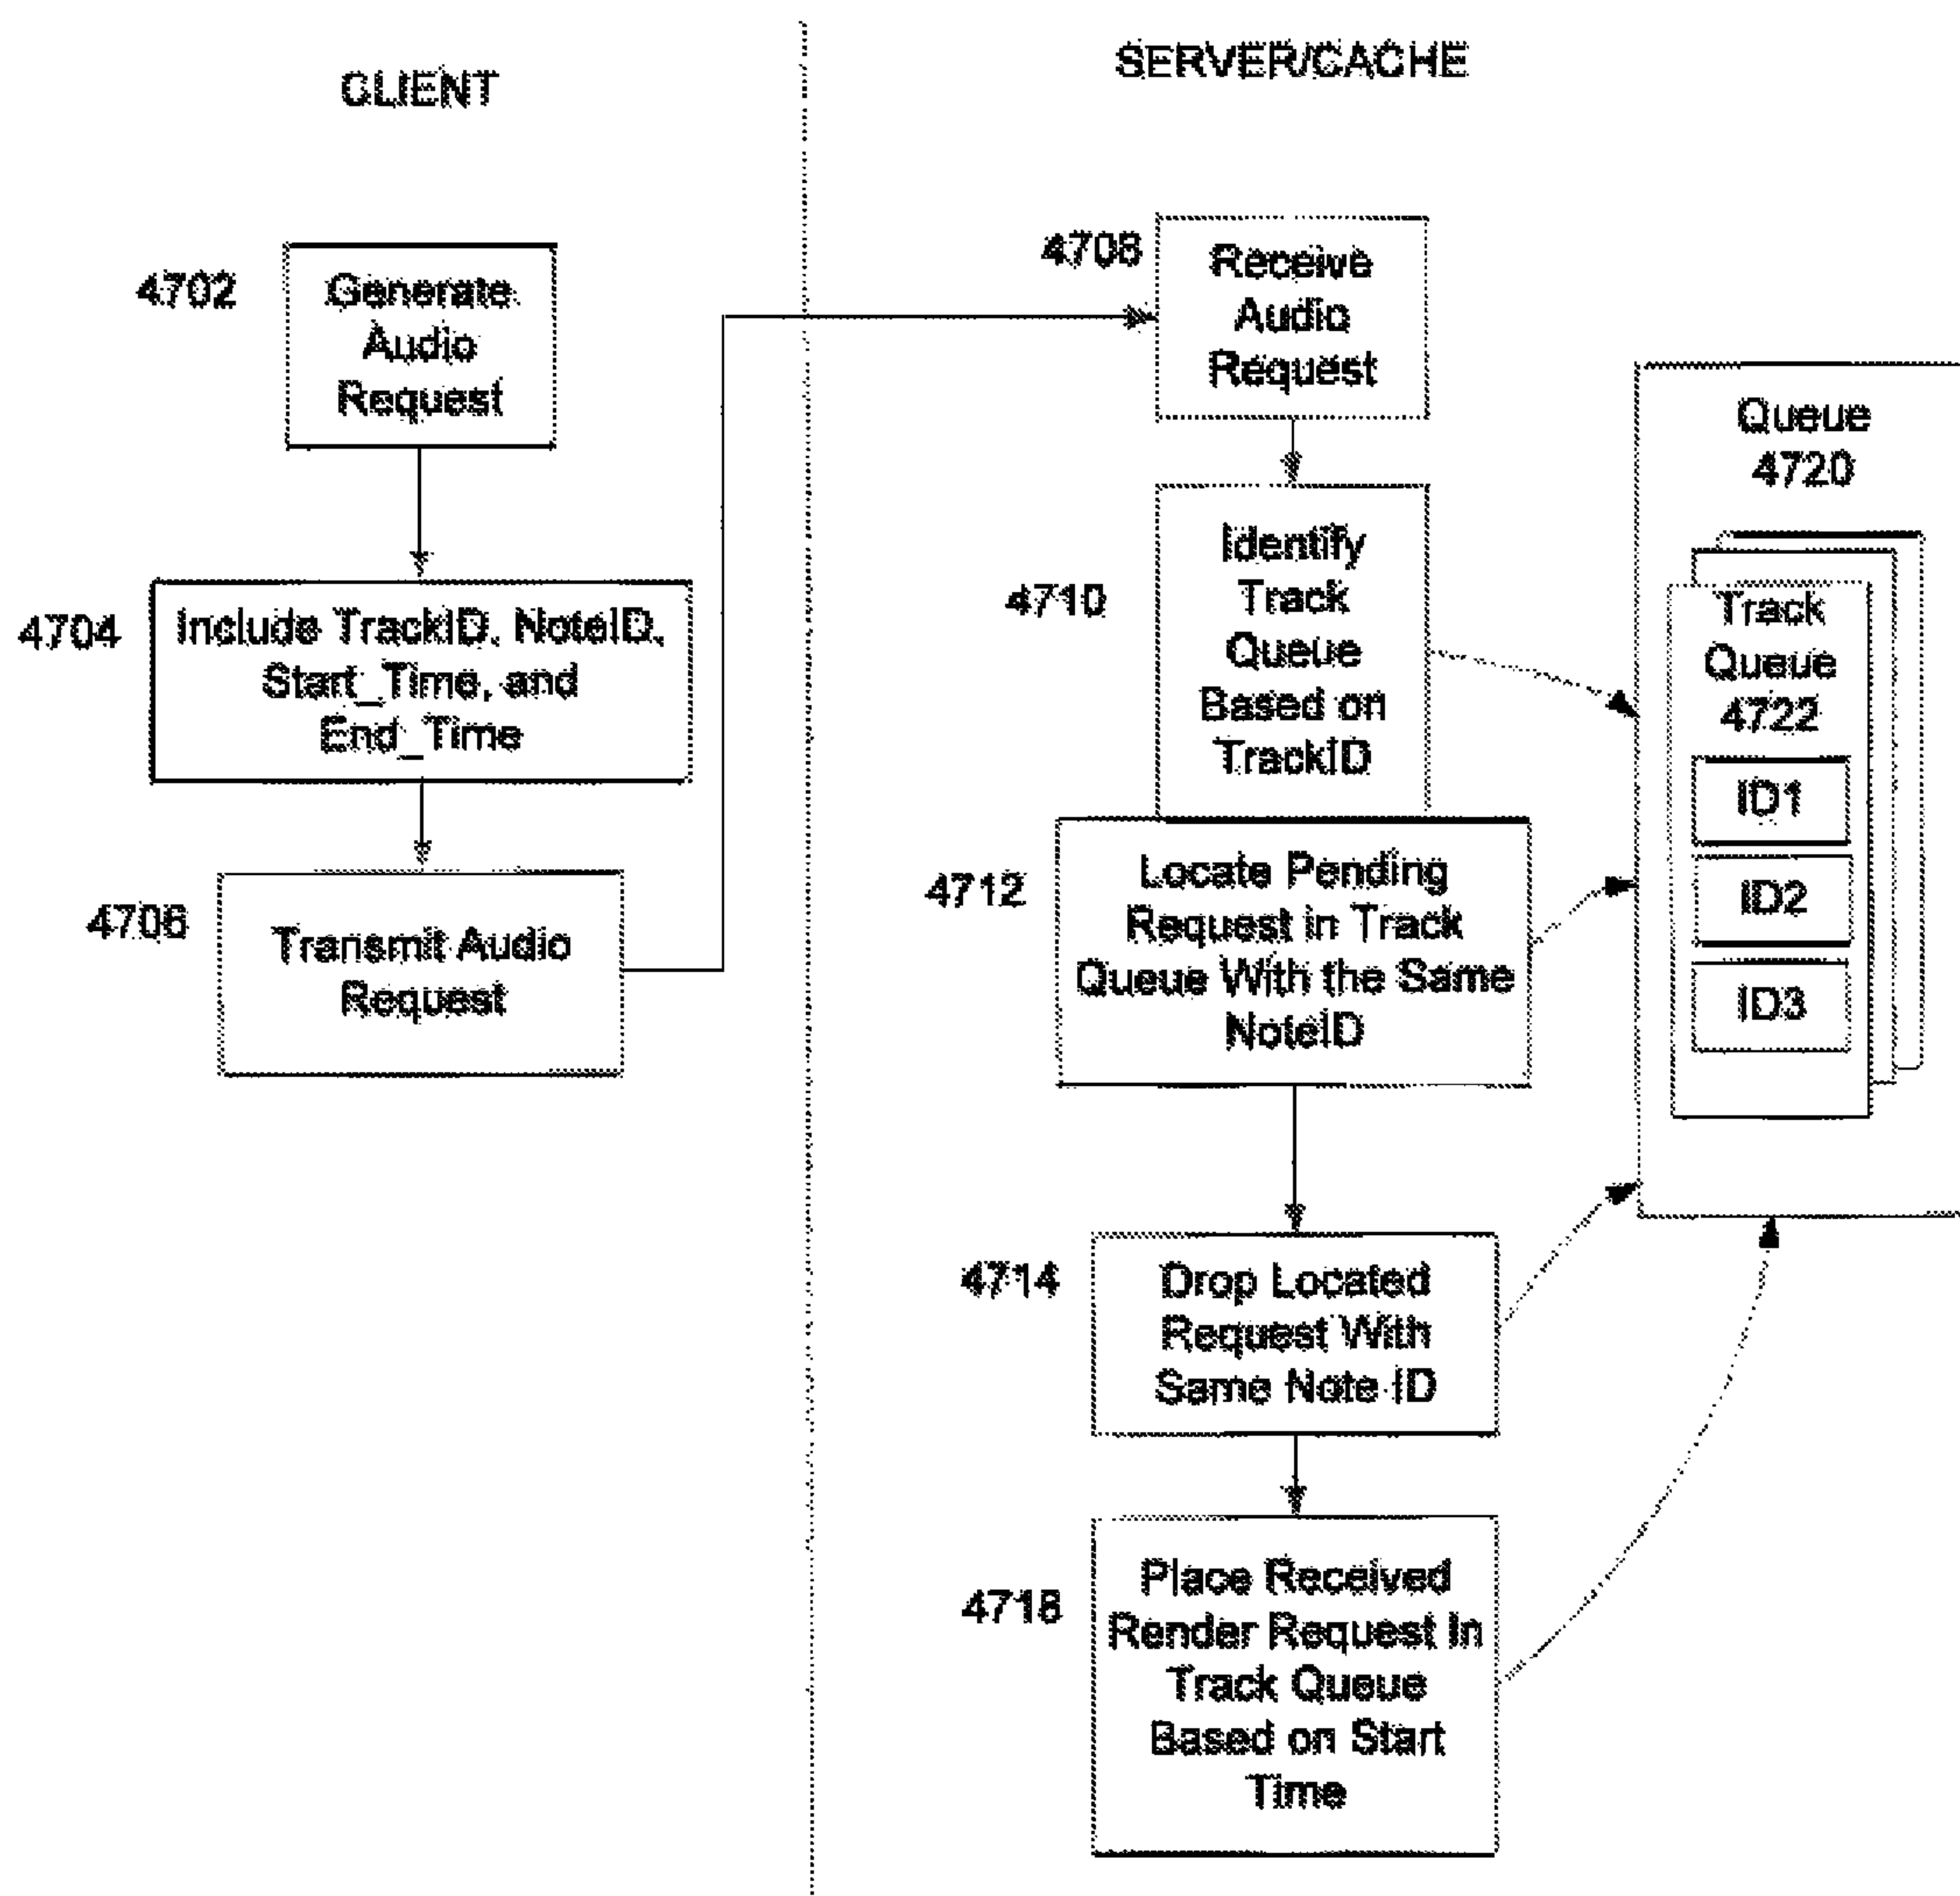 CLIENT
SERVER/CACHE
4702
Generate
Audio
Request
4704
Include TrackID, NoteID,
Start_Time, and
End_Time
4706
Transmit Audio
Request
4708
Receive
Audio
Request
4710
Identify
Track
Queue
Based on
TrackID
4712
Locate Pending
Request in Track
Queue With the Same
NoteID
4714
Drop Located
Request With
Same Note ID
4718
Place Received
Render Request in
Track Queue
Based on Start
Time
Queue
4720
Track
Queue
4722
ID1
ID2
ID3